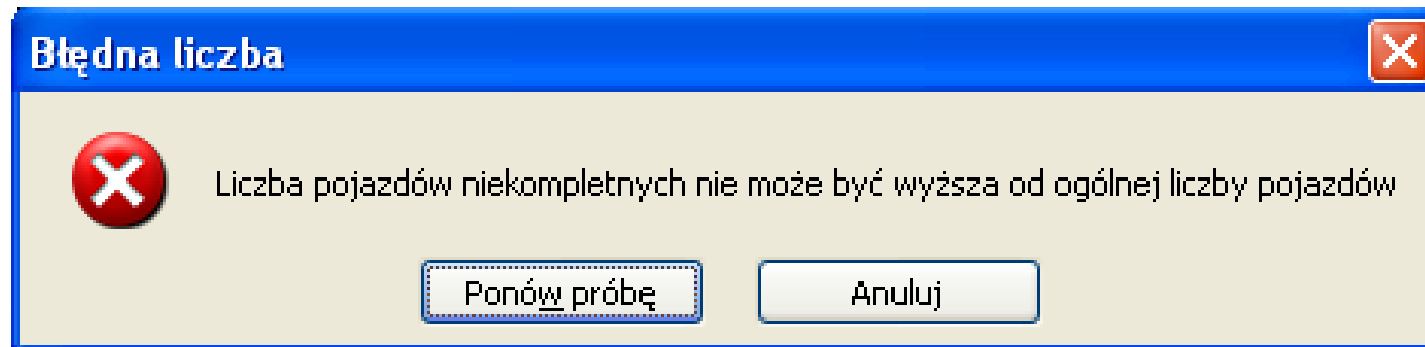 Błędna liczba
Liczba pojazdów niekompletnych nie może być wyższa od ogólnej liczby pojazdów
Ponów próbę
Anuluj